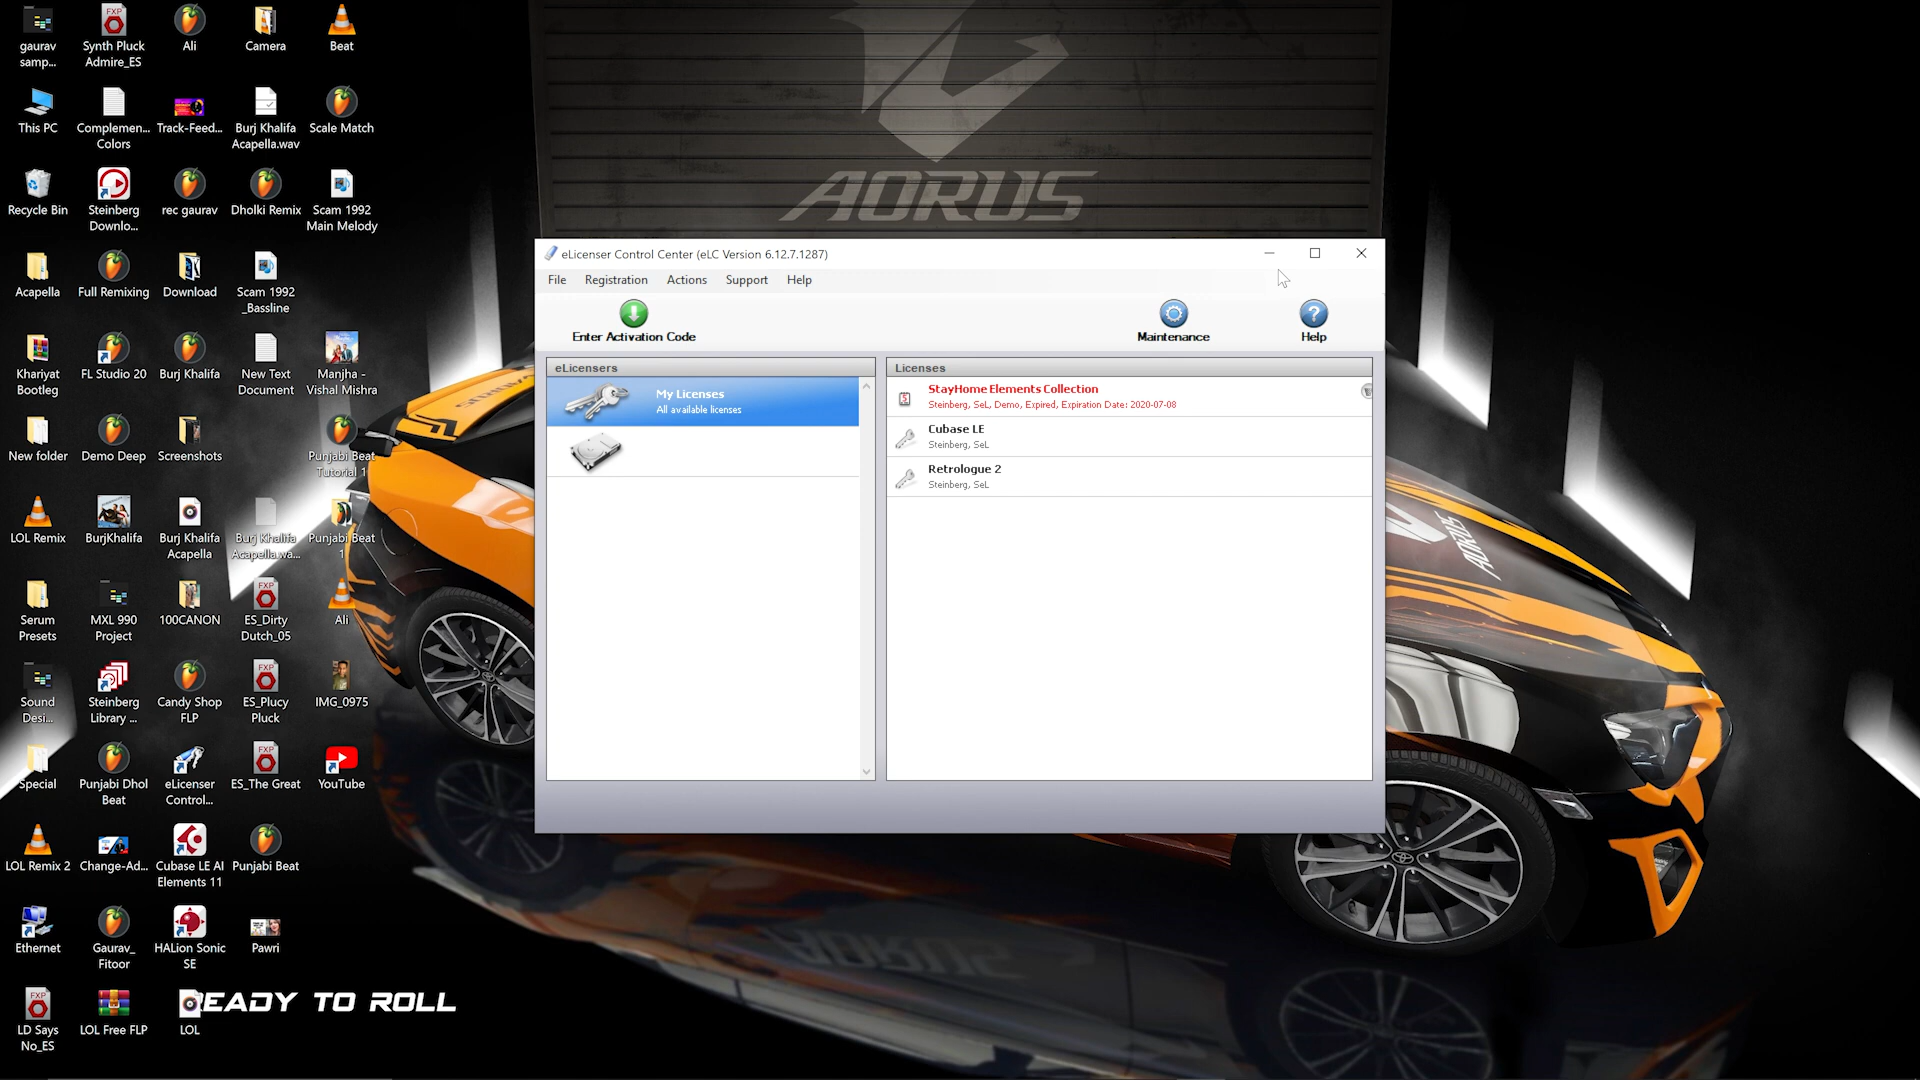 gaurav
samp...
Synth Pluck
Admire_ES
Ali
Camera
Beat
This PC
Complemen...
Colors
Track-Feed...
Burj Khalifa
Acapella.wav
Scale Match
Recycle Bin
Steinberg
Downlo...
rec gaurav
Dholki Remix
Scam 1992
Main Melody
Acapella
Full Remixing
Download
Scam 1992
_Bassline
Khariyat
Bootleg
FL Studio 20
Burj Khalifa
New Text
Document
Manjha -
Vishal Mishra
New folder
Demo Deep
Screenshots
Punjabi Beat
Tutorial 1
LOL Remix
BurjKhalifa
Burj Khalifa
Acapella
Burj Khalifa
Acapella.wa...
Punjabi Beat
1
Serum
Presets
MXL 990
Project
100CANON
ES_Dirty
Dutch_05
Ali
Sound
Desi...
Steinberg
Library ...
Candy Shop
FLP
ES_Plucy
Pluck
IMG_0975
Special
Punjabi Dhol
Beat
eLicenser
Control...
ES_The Great
YouTube
LOL Remix 2
Change-Ad...
Cubase LE AI
Elements 11
Punjabi Beat
Ethernet
Gaurav_
Fitoor
HALion Sonic
SE
Pawri
LD Says
No_ES
LOL Free FLP
LOL
READY TO ROLL
AORUS
eLicenser Control Center (eLC Version 6.12.7.1287)
File
Registration
Actions
Support
Help
Enter Activation Code
Maintenance
Help
eLicensers
My Licenses
All available licenses
Licenses
StayHome Elements Collection
Steinberg, SeL, Demo, Expired, Expiration Date: 2020-07-08
Cubase LE
Steinberg, SeL
Retrologue 2
Steinberg, SeL
AORUS